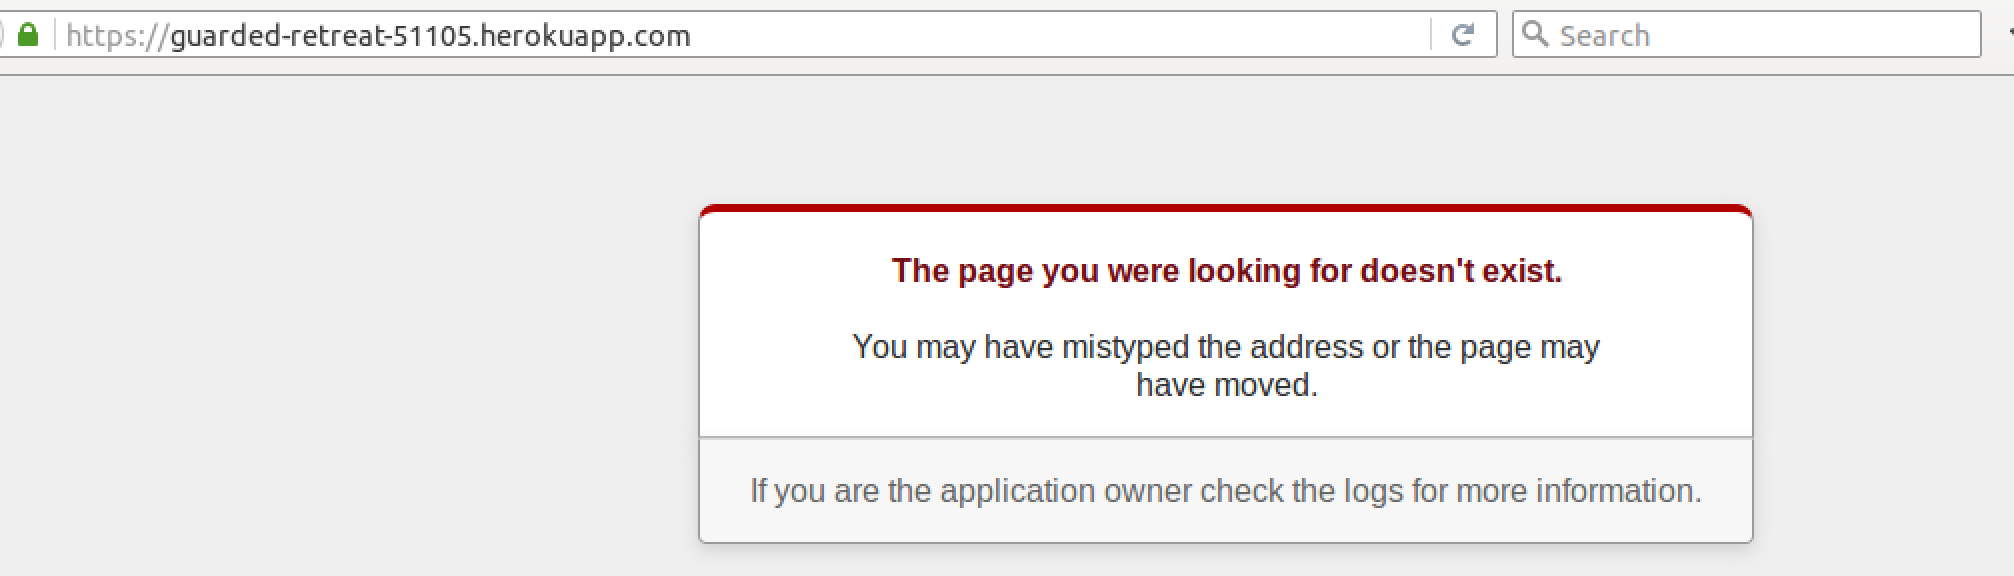 https://guarded-retreat-51105.herokuapp.com
Search
The page you were looking for doesn't exist.
You may have mistyped the address or the page may
have moved.
If you are the application owner check the logs for more information.